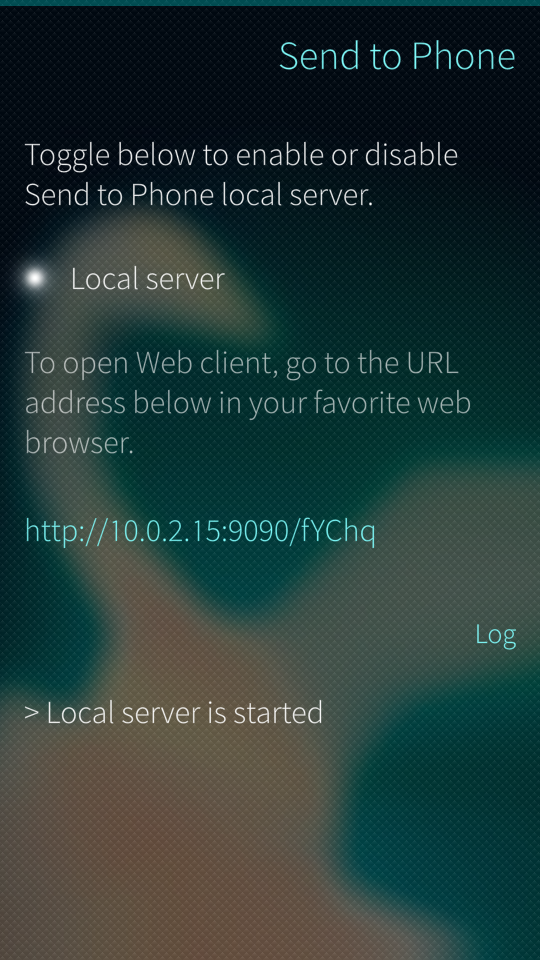 Send to Phone
Toggle below to enable or disable
Send to Phone local server.
Local server
To open Web client, go to the URL
address below in your favorite web
browser.
http://10.0.2.15:9090/fYChq
Log
> Local server is started